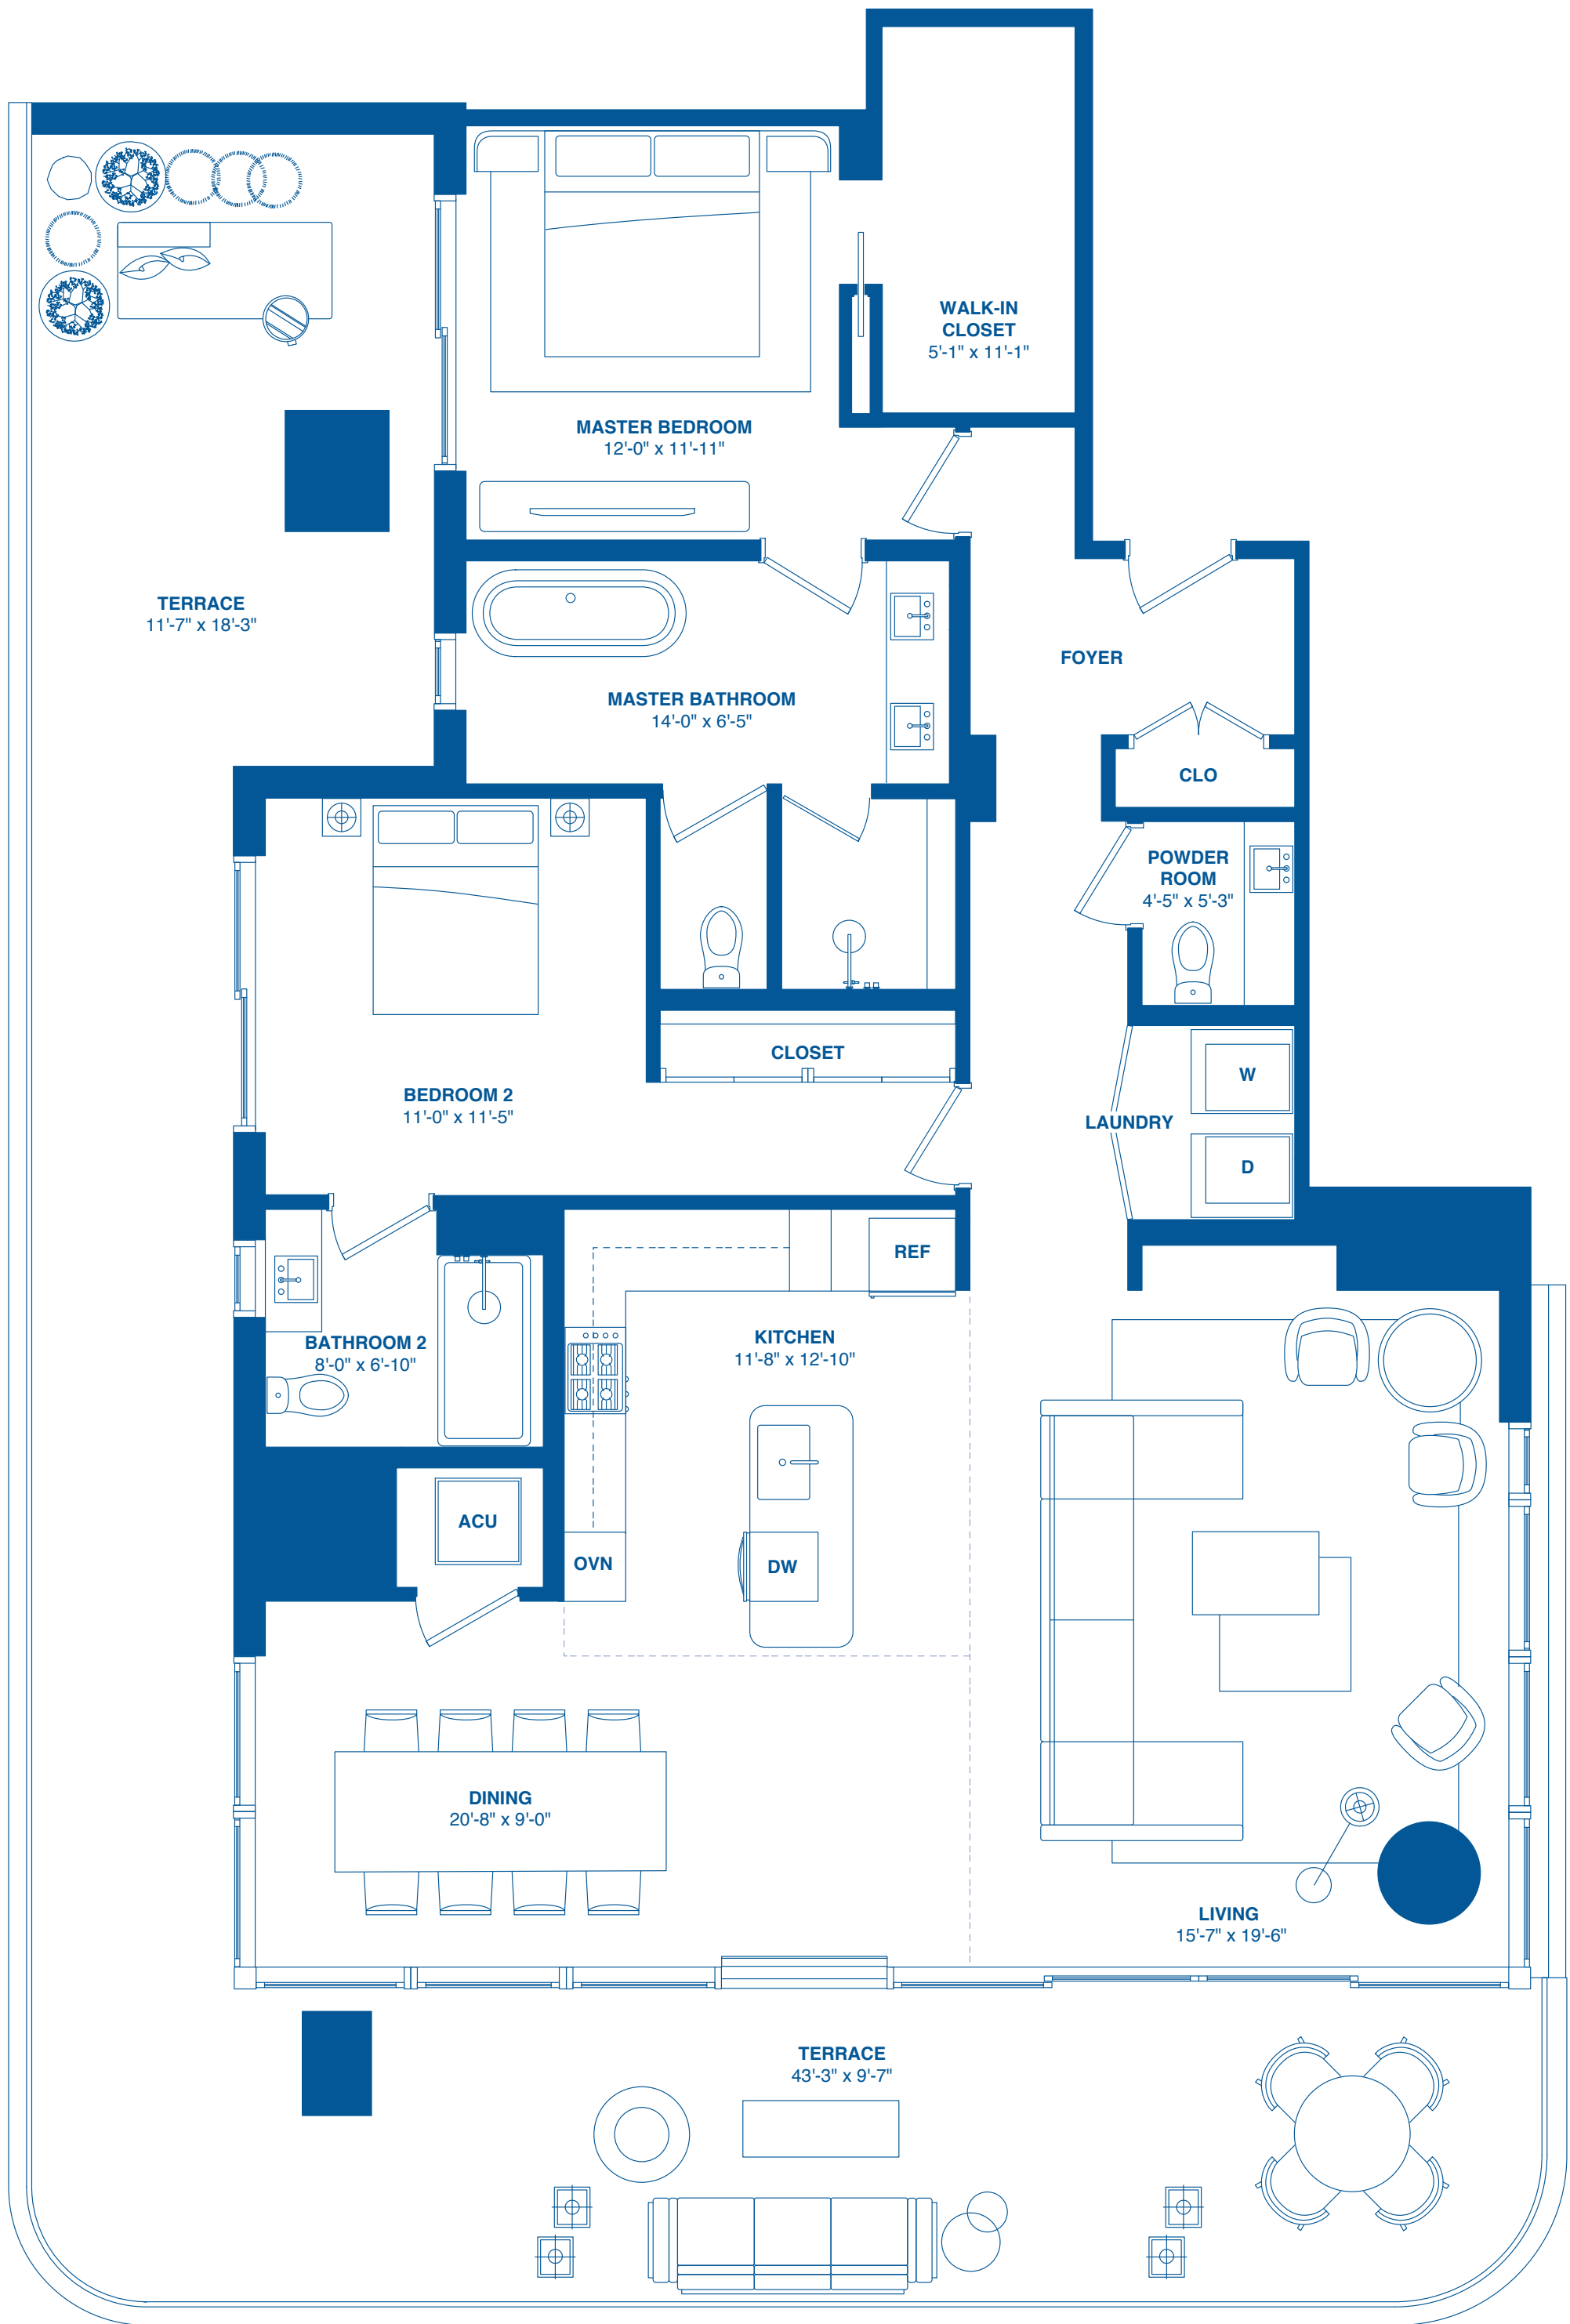 WALK-IN
CLOSET
5'-1" x 11'-1"
MASTER BEDROOM
12'-0" x 11'-11"
TERRACE
11'-7" x 18'-3"
FOYER
MASTER BATHROOM
14'-0" x 6'-5"
CLO
POWDER
ROOM
4'-5" x 5'-3"
CLOSET
W
BEDROOM 2
11'-0" x 11'-5"
LAUNDRY
D
REF
KITCHEN
11'-8" x 12'-10"
BATHROOM 2
8'-0" x 6'-10"
ACU
OVN
DW
DINING
20'-8" x 9'-0"
LIVING
15'-7" x 19'-6"
TERRACE
43'-3" x 9'-7"